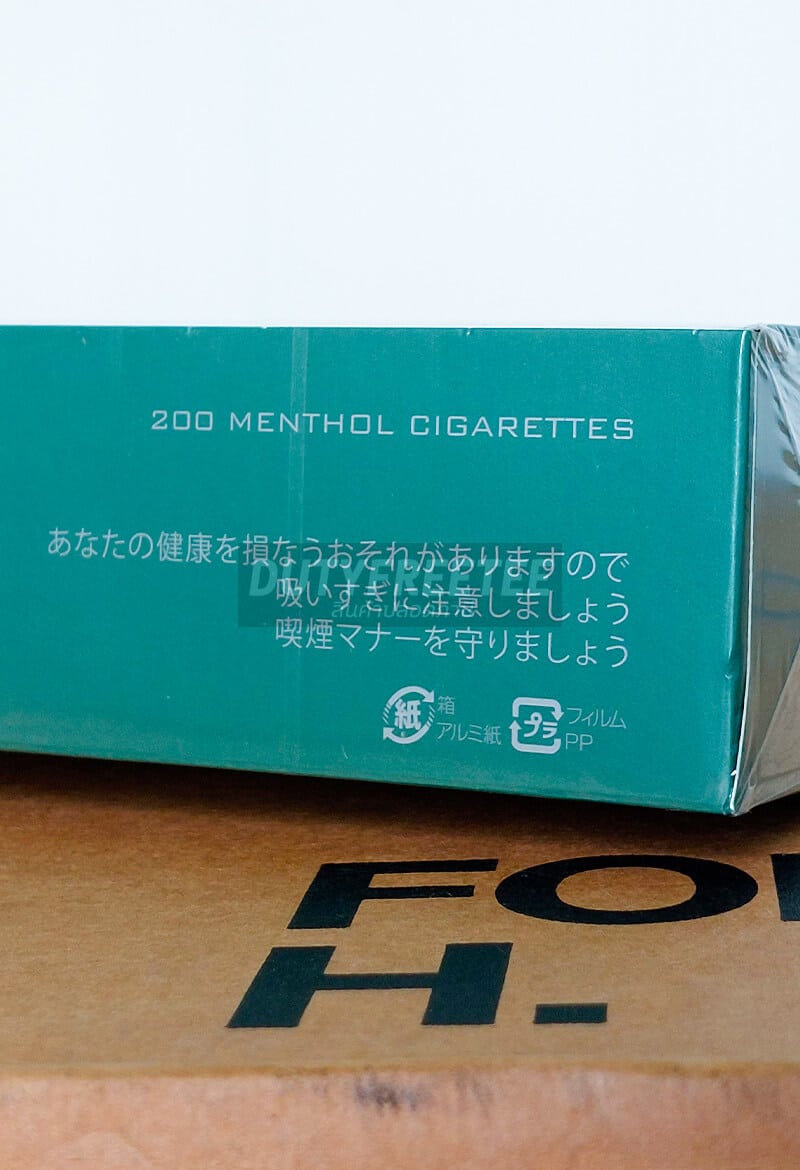 200 MENTHOL CIGARETTES
あなたの健康を損なうおそれがありますので
DUTYFREETEE
吸いすぎに注意しましょう
喫煙マナーを守りましょう
紙 箱 アルミ紙
プラ フィルム PP
FO
H.